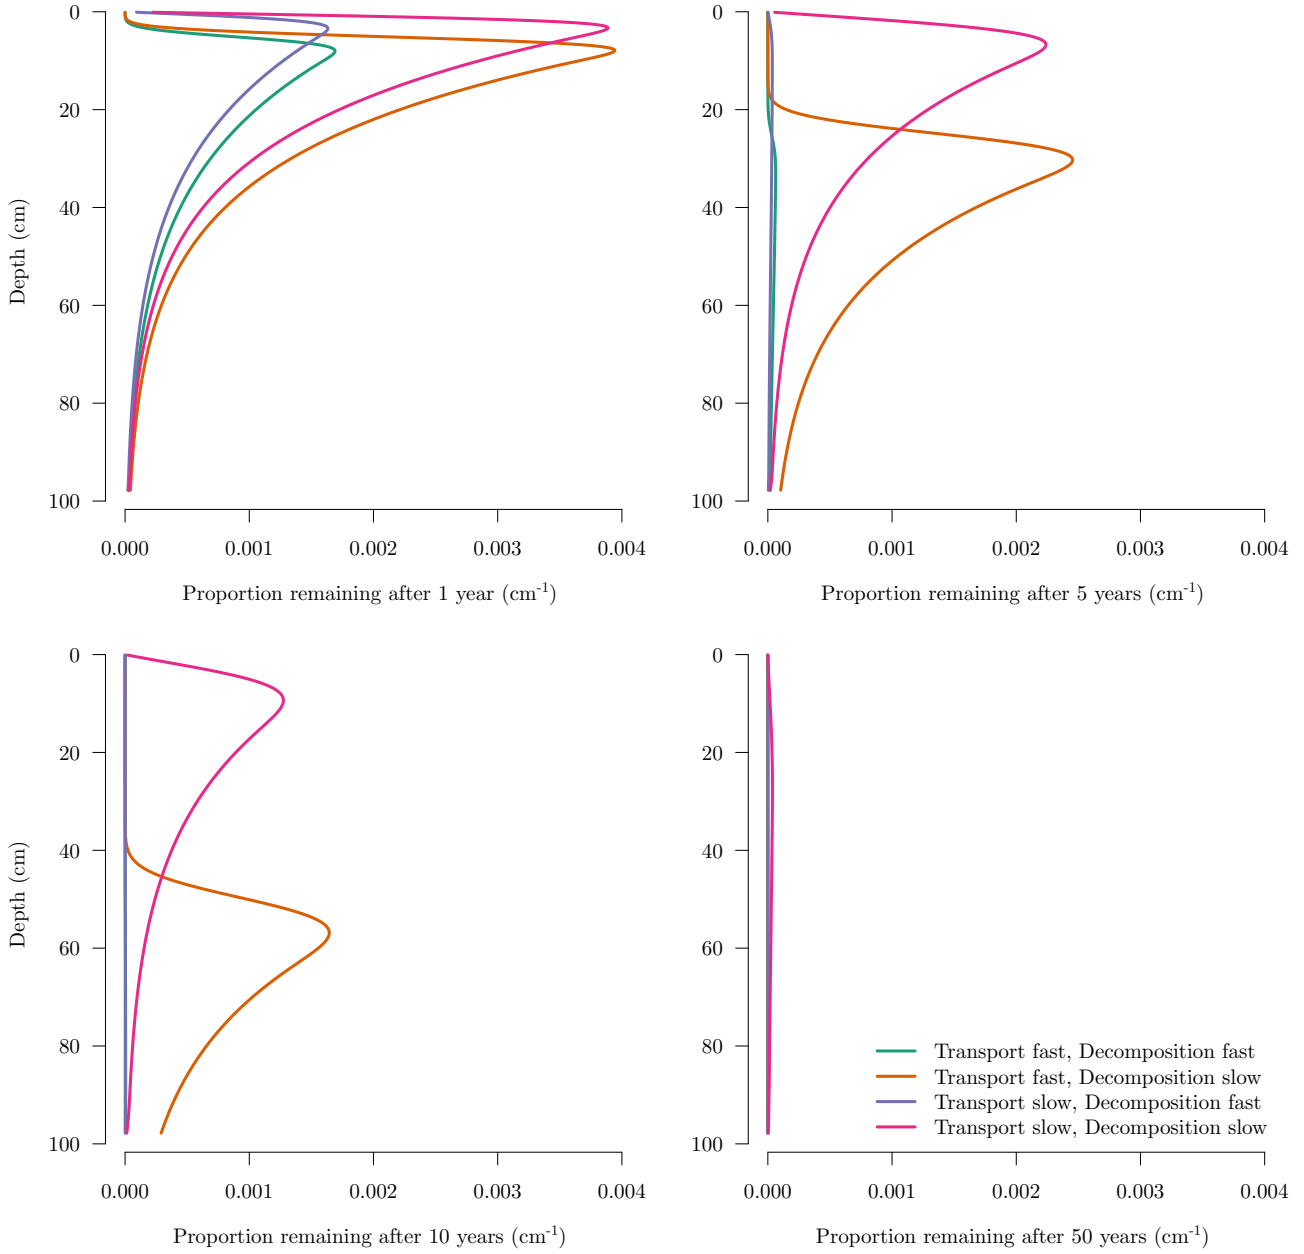 0
20
40
60
80
100
Depth (cm)
0.000 0.001 0.002 0.003 0.004
Proportion remaining after 1 year (cm⁻¹)
0
20
40
60
80
100
0.000 0.001 0.002 0.003 0.004
Proportion remaining after 5 years (cm⁻¹)
0
20
40
60
80
100
Depth (cm)
0.000 0.001 0.002 0.003 0.004
Proportion remaining after 10 years (cm⁻¹)
0
20
40
60
80
100
Transport fast, Decomposition fast
Transport fast, Decomposition slow
Transport slow, Decomposition fast
Transport slow, Decomposition slow
0.000 0.001 0.002 0.003 0.004
Proportion remaining after 50 years (cm⁻¹)